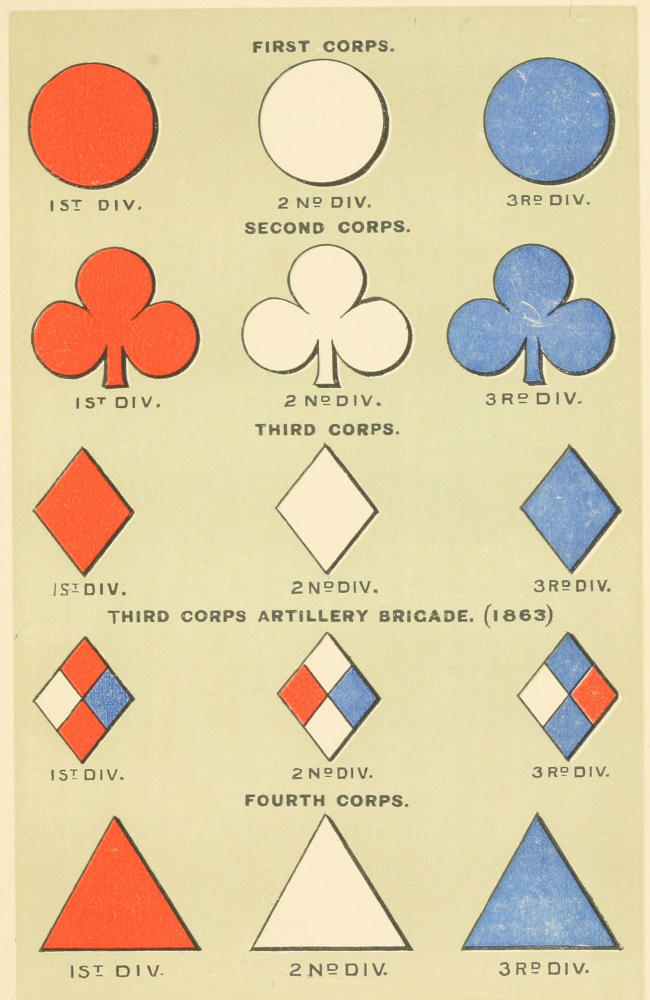 FIRST CORPS.
1ST DIV. 2ND DIV. 3RD DIV.
SECOND CORPS.
1ST DIV. 2ND DIV. 3RD DIV.
THIRD CORPS.
1ST DIV. 2ND DIV. 3RD DIV.
THIRD CORPS ARTILLERY BRIGADE. (1863)
1ST DIV. 2ND DIV. 3RD DIV.
FOURTH CORPS.
1ST DIV. 2ND DIV. 3RD DIV.